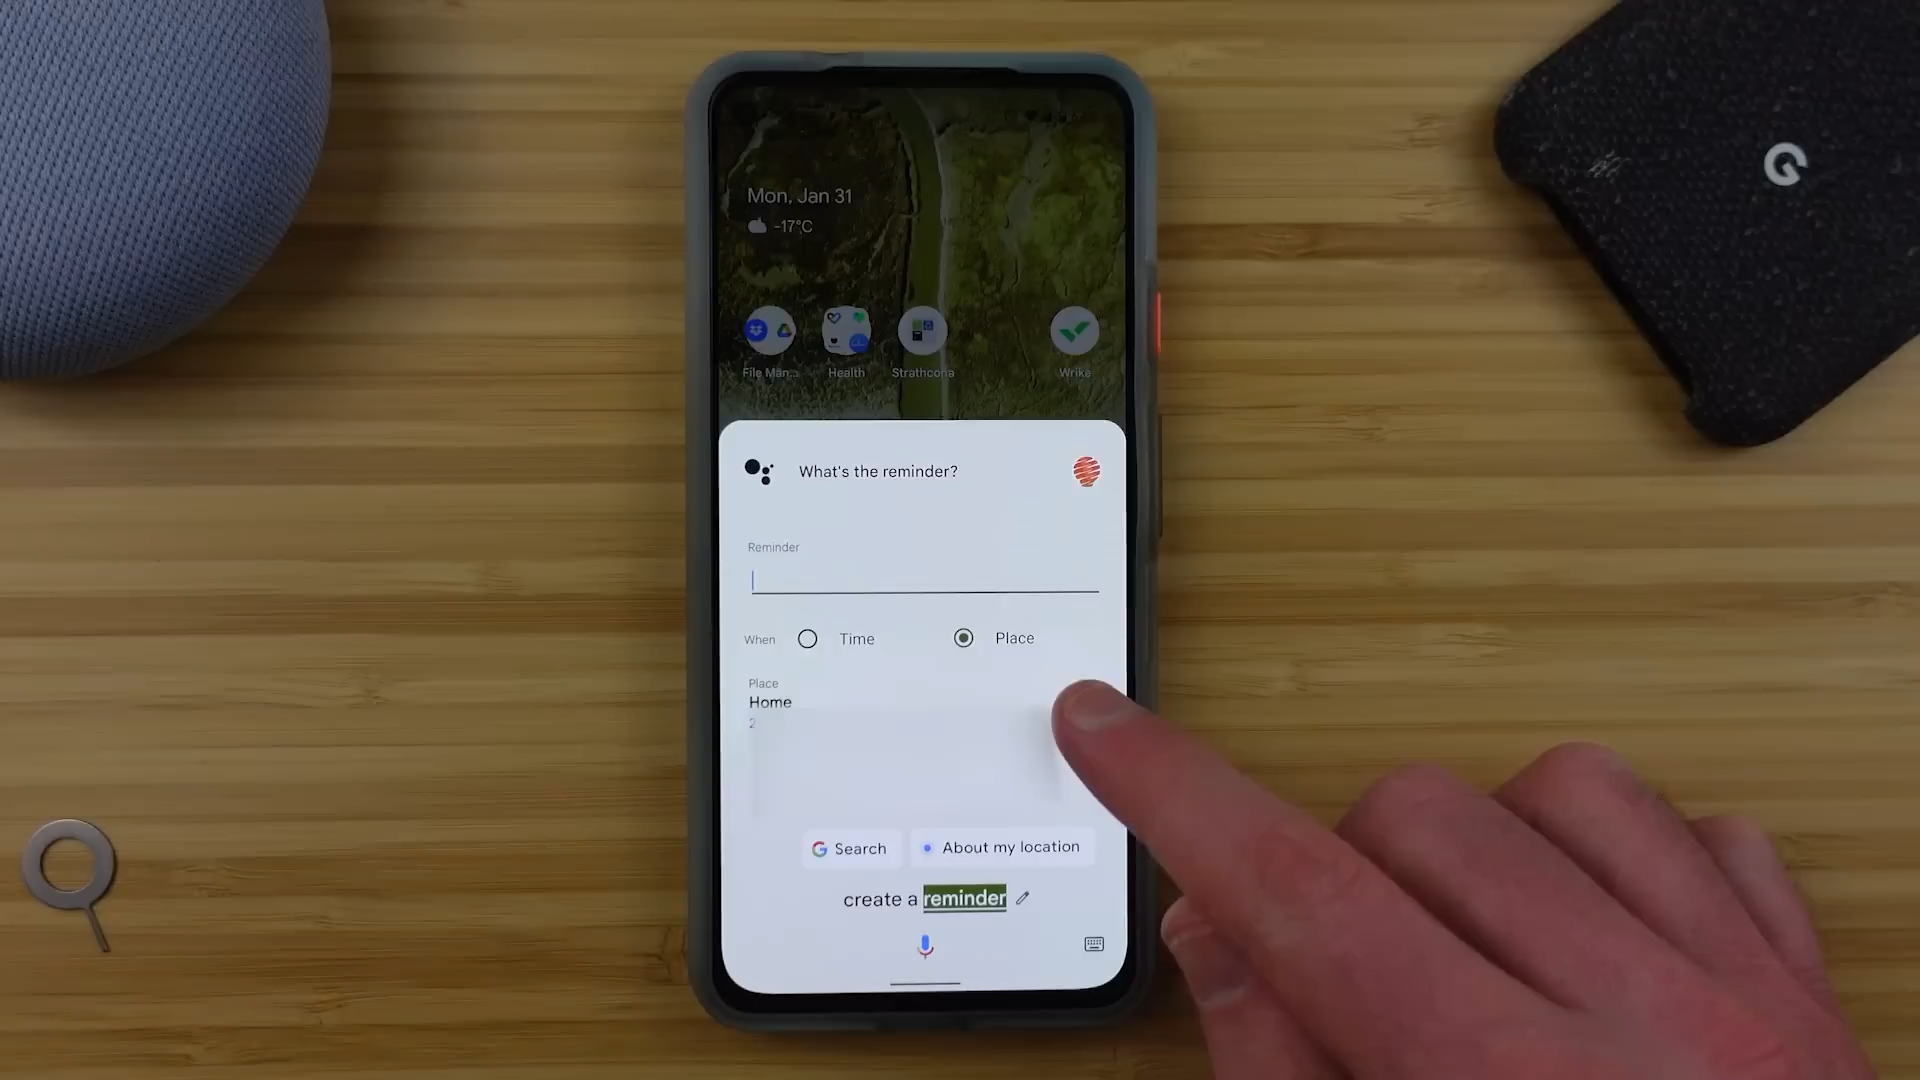 Mon, Jan 31
-17°C
File Man...
Health
Strathcona
Wrike
What's the reminder?
Reminder
When
Time
Place
Place
Home
2
Search
About my location
create a reminder